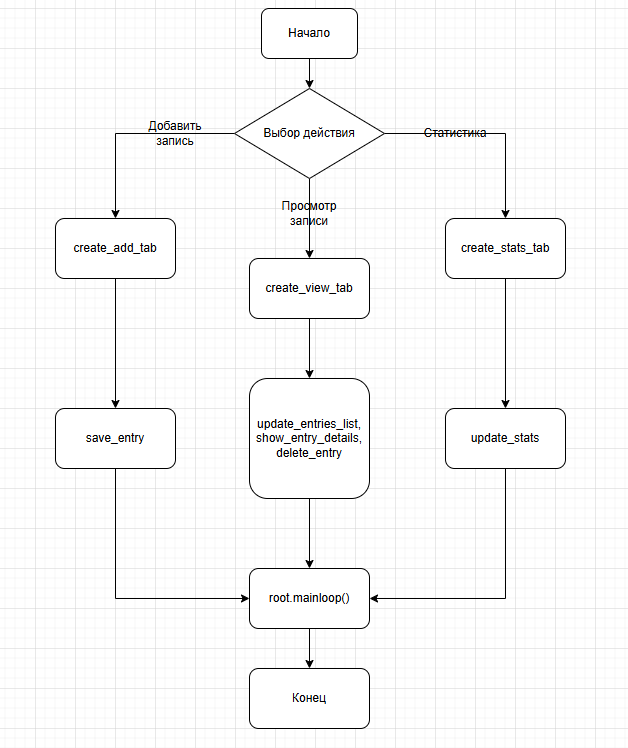 Начало
Выбор действия
Добавить
запись
Статистика
Просмотр
записи
create_add_tab
create_view_tab
create_stats_tab
save_entry
update_entries_list,
show_entry_details,
delete_entry
update_stats
root.mainloop()
Конец